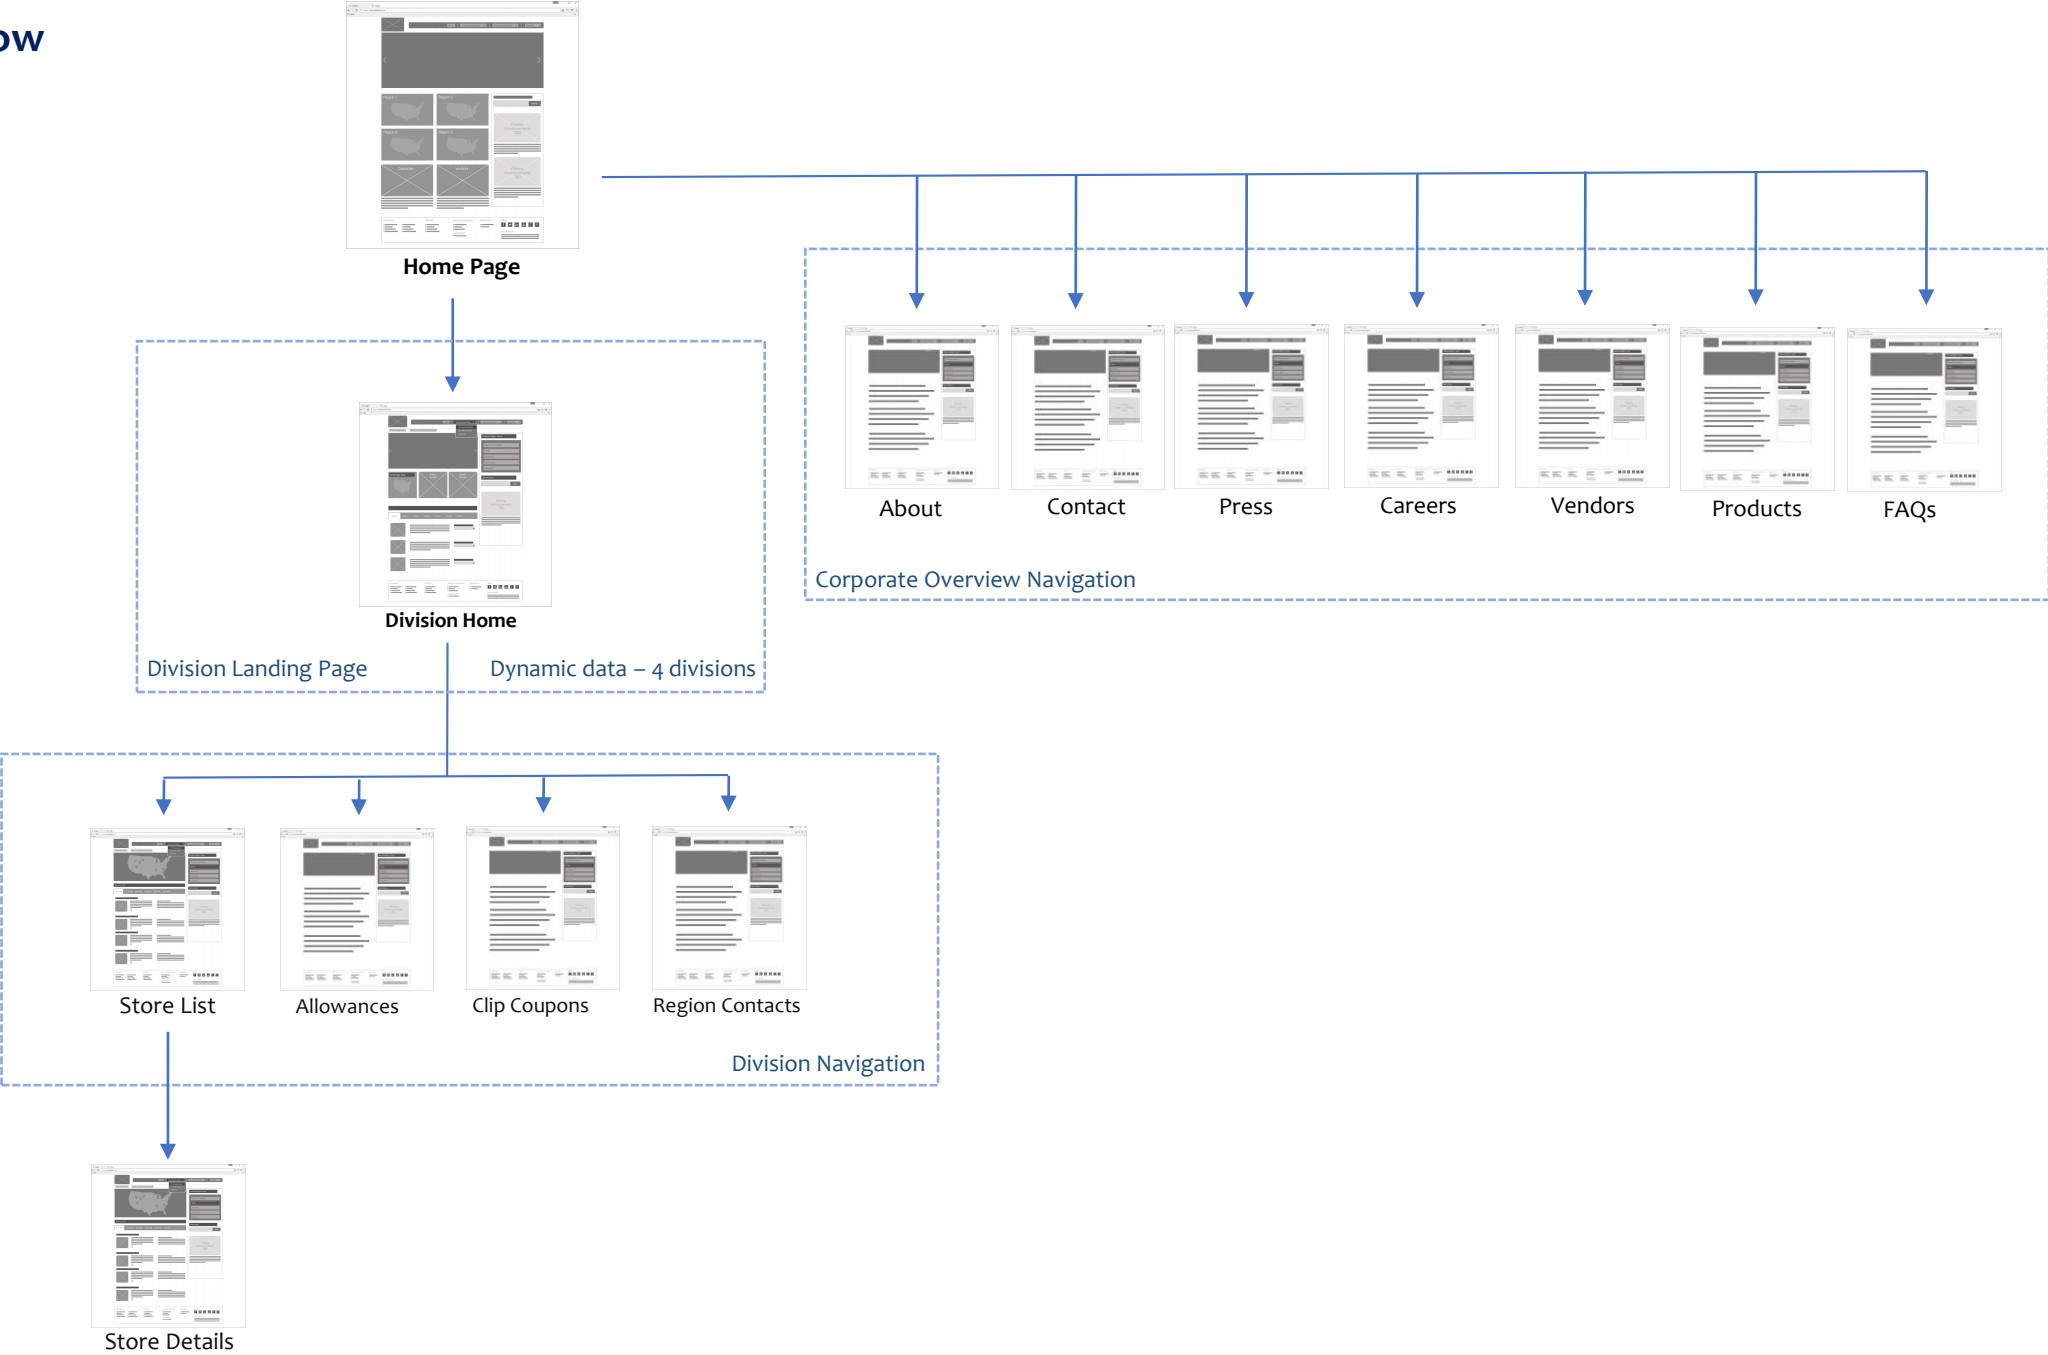 ow
Home Page
About
Contact
Press
Careers
Vendors
Products
FAQs
Corporate Overview Navigation
Division Home
Division Landing Page
Dynamic data – 4 divisions
Store List
Allowances
Clip Coupons
Region Contacts
Division Navigation
Store Details